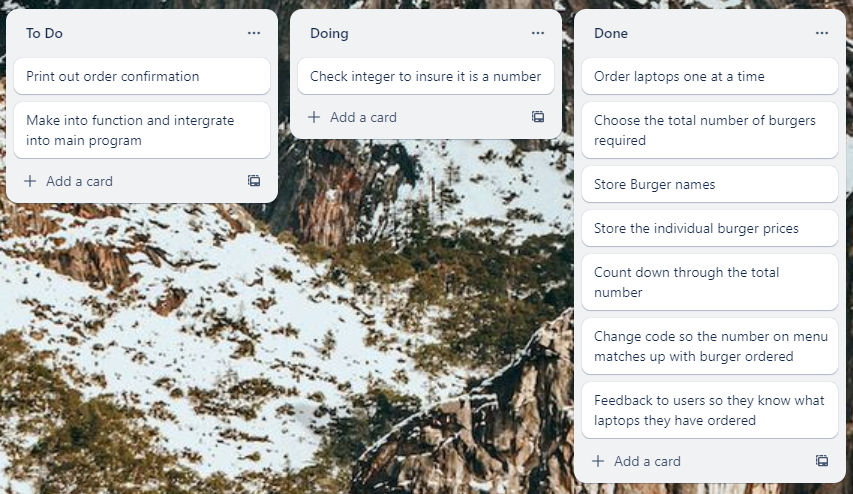 To Do
Print out order confirmation
Make into function and intergrate
into main program
Add a card
Doing
Check integer to insure it is a number
Add a card
Done
Order laptops one at a time
Choose the total number of burgers
required
Store Burger names
Store the individual burger prices
Count down through the total
number
Change code so the number on menu
matches up with burger ordered
Feedback to users so they know what
laptops they have ordered
Add a card